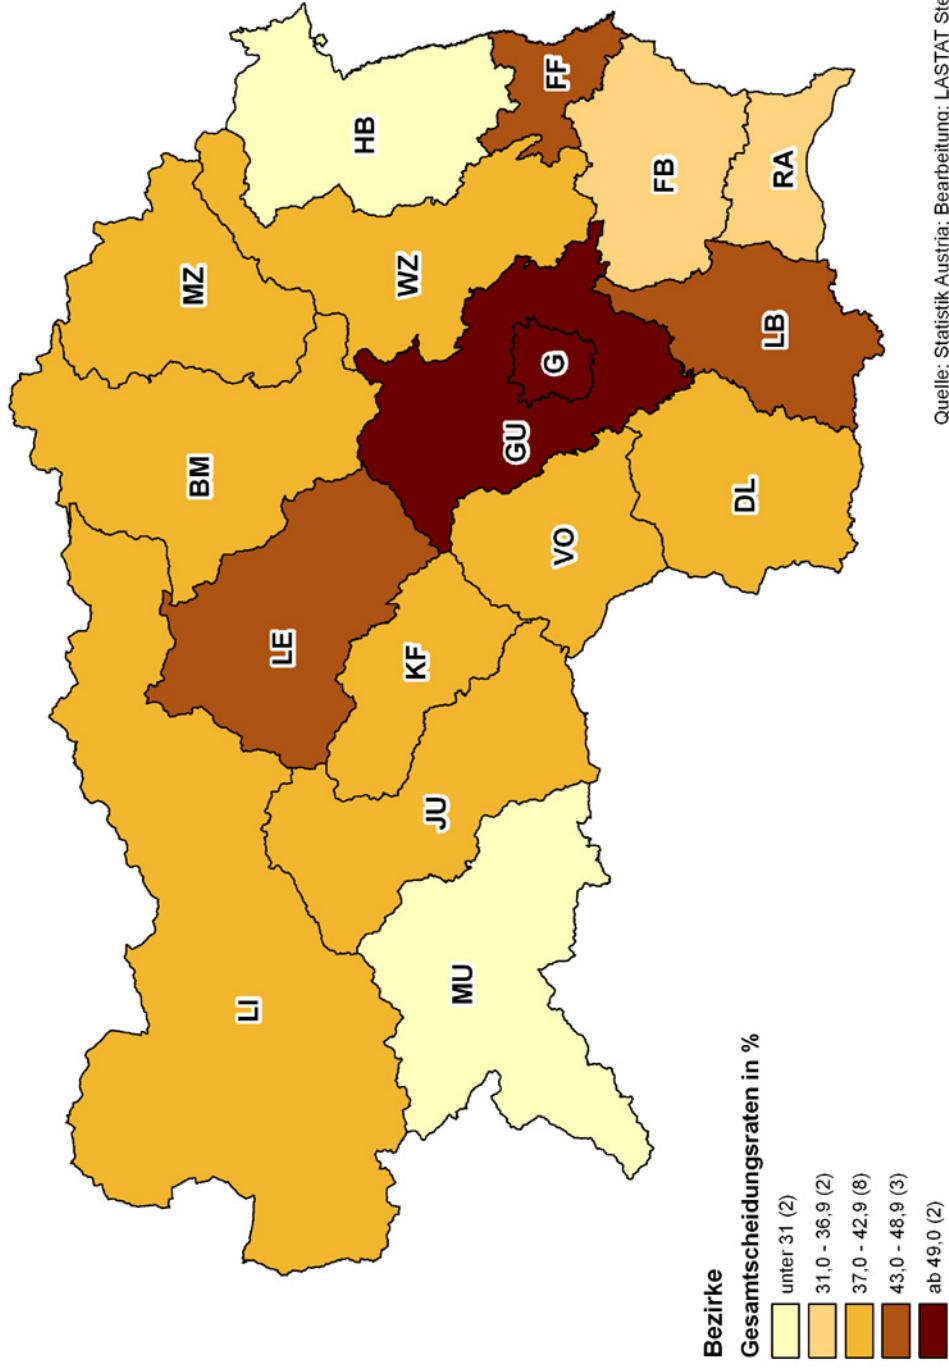 HB
FF
MZ
WZ
FB
RA
BM
G
GU
LB
LE
KF
VO
DL
LI
JU
MU
Bezirke
Gesamtscheidungsraten in %
unter 31 (2)
31,0 - 36,9 (2)
37,0 - 42,9 (8)
43,0 - 48,9 (3)
ab 49,0 (2)
Quelle: Statistik Austria; Bearbeitung: LASTAT Ste